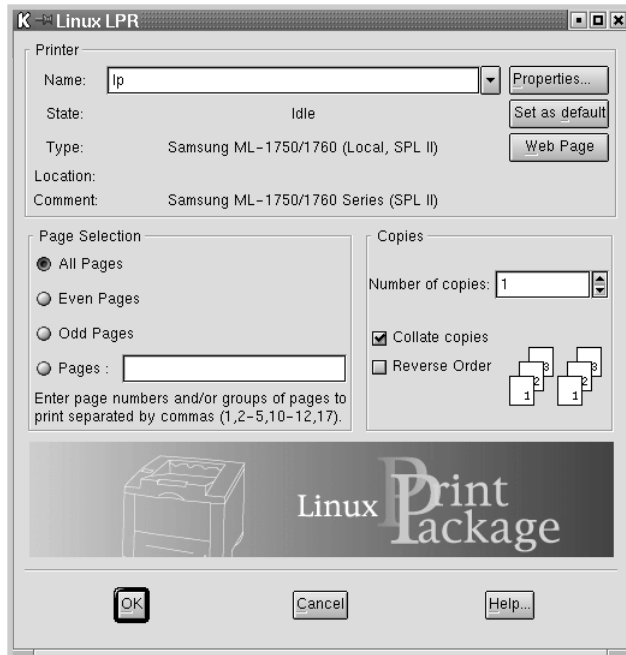 Linux LPR
Printer
Name: lp Properties...
State: Idle Set as default
Type: Samsung ML-1750/1760 (Local, SPL II) Web Page
Location:
Comment: Samsung ML-1750/1760 Series (SPL II)
Page Selection
All Pages
Even Pages
Odd Pages
Pages :
Enter page numbers and/or groups of pages to
print separated by commas (1,2-5,10-12,17).
Copies
Number of copies: 1
Collate copies
Reverse Order
3 3
2 2
1 1
Linux Print
Package
OK Cancel Help...